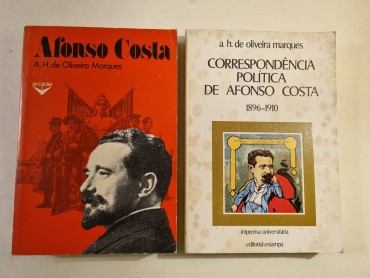 Afonso Costa
A. H. de Oliveira Marques
arcádia
a. h. de oliveira marques
CORRESPONDÊNCIA
POLÍTICA
DE AFONSO COSTA
1896-1910
imprensa universitária
editorial estampa